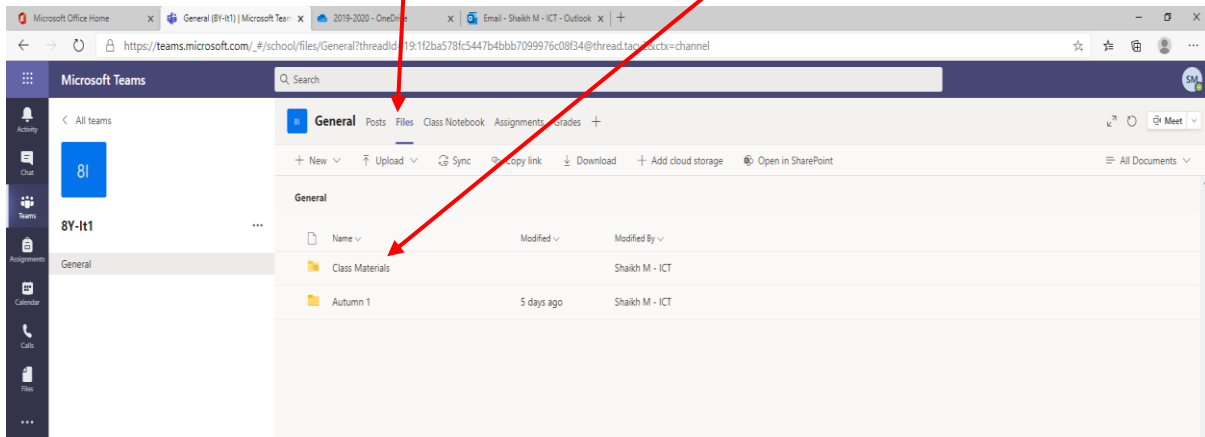 Microsoft Office Home
General (8Y-It1) | Microsoft Team
2019-2020 - OneDrive
Email - Shaikh M - ICT - Outlook
https://teams.microsoft.com/_#/school/files/General?threadId=19:1f2ba578fc5447b4bbb7099976c08f34@thread.tacv2&ctx=channel
Microsoft Teams
Search
SM
Activity
Chat
Teams
Assignments
Calendar
Calls
Files
All teams
8I
8Y-It1
General
General Posts Files Class Notebook Assignments Grades
Meet
New Upload Sync Copy link Download Add cloud storage Open in SharePoint
All Documents
General
Name Modified Modified By
Class Materials Shaikh M - ICT
Autumn 1 5 days ago Shaikh M - ICT